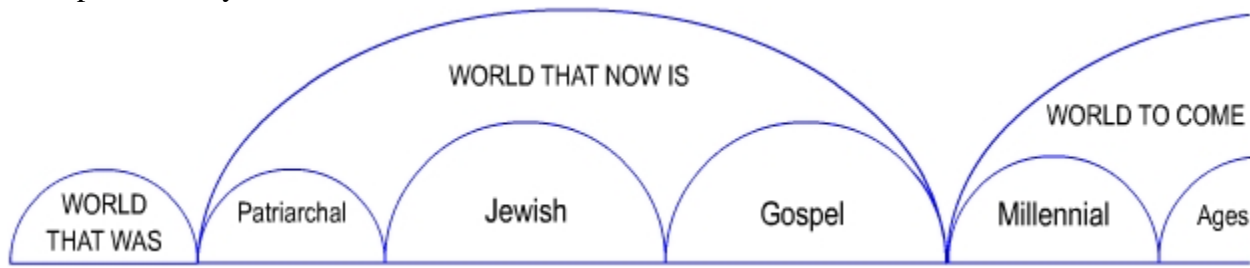 WORLD THAT NOW IS
WORLD TO COME
WORLD
THAT WAS
Patriarchal
Jewish
Gospel
Millennial
Ages